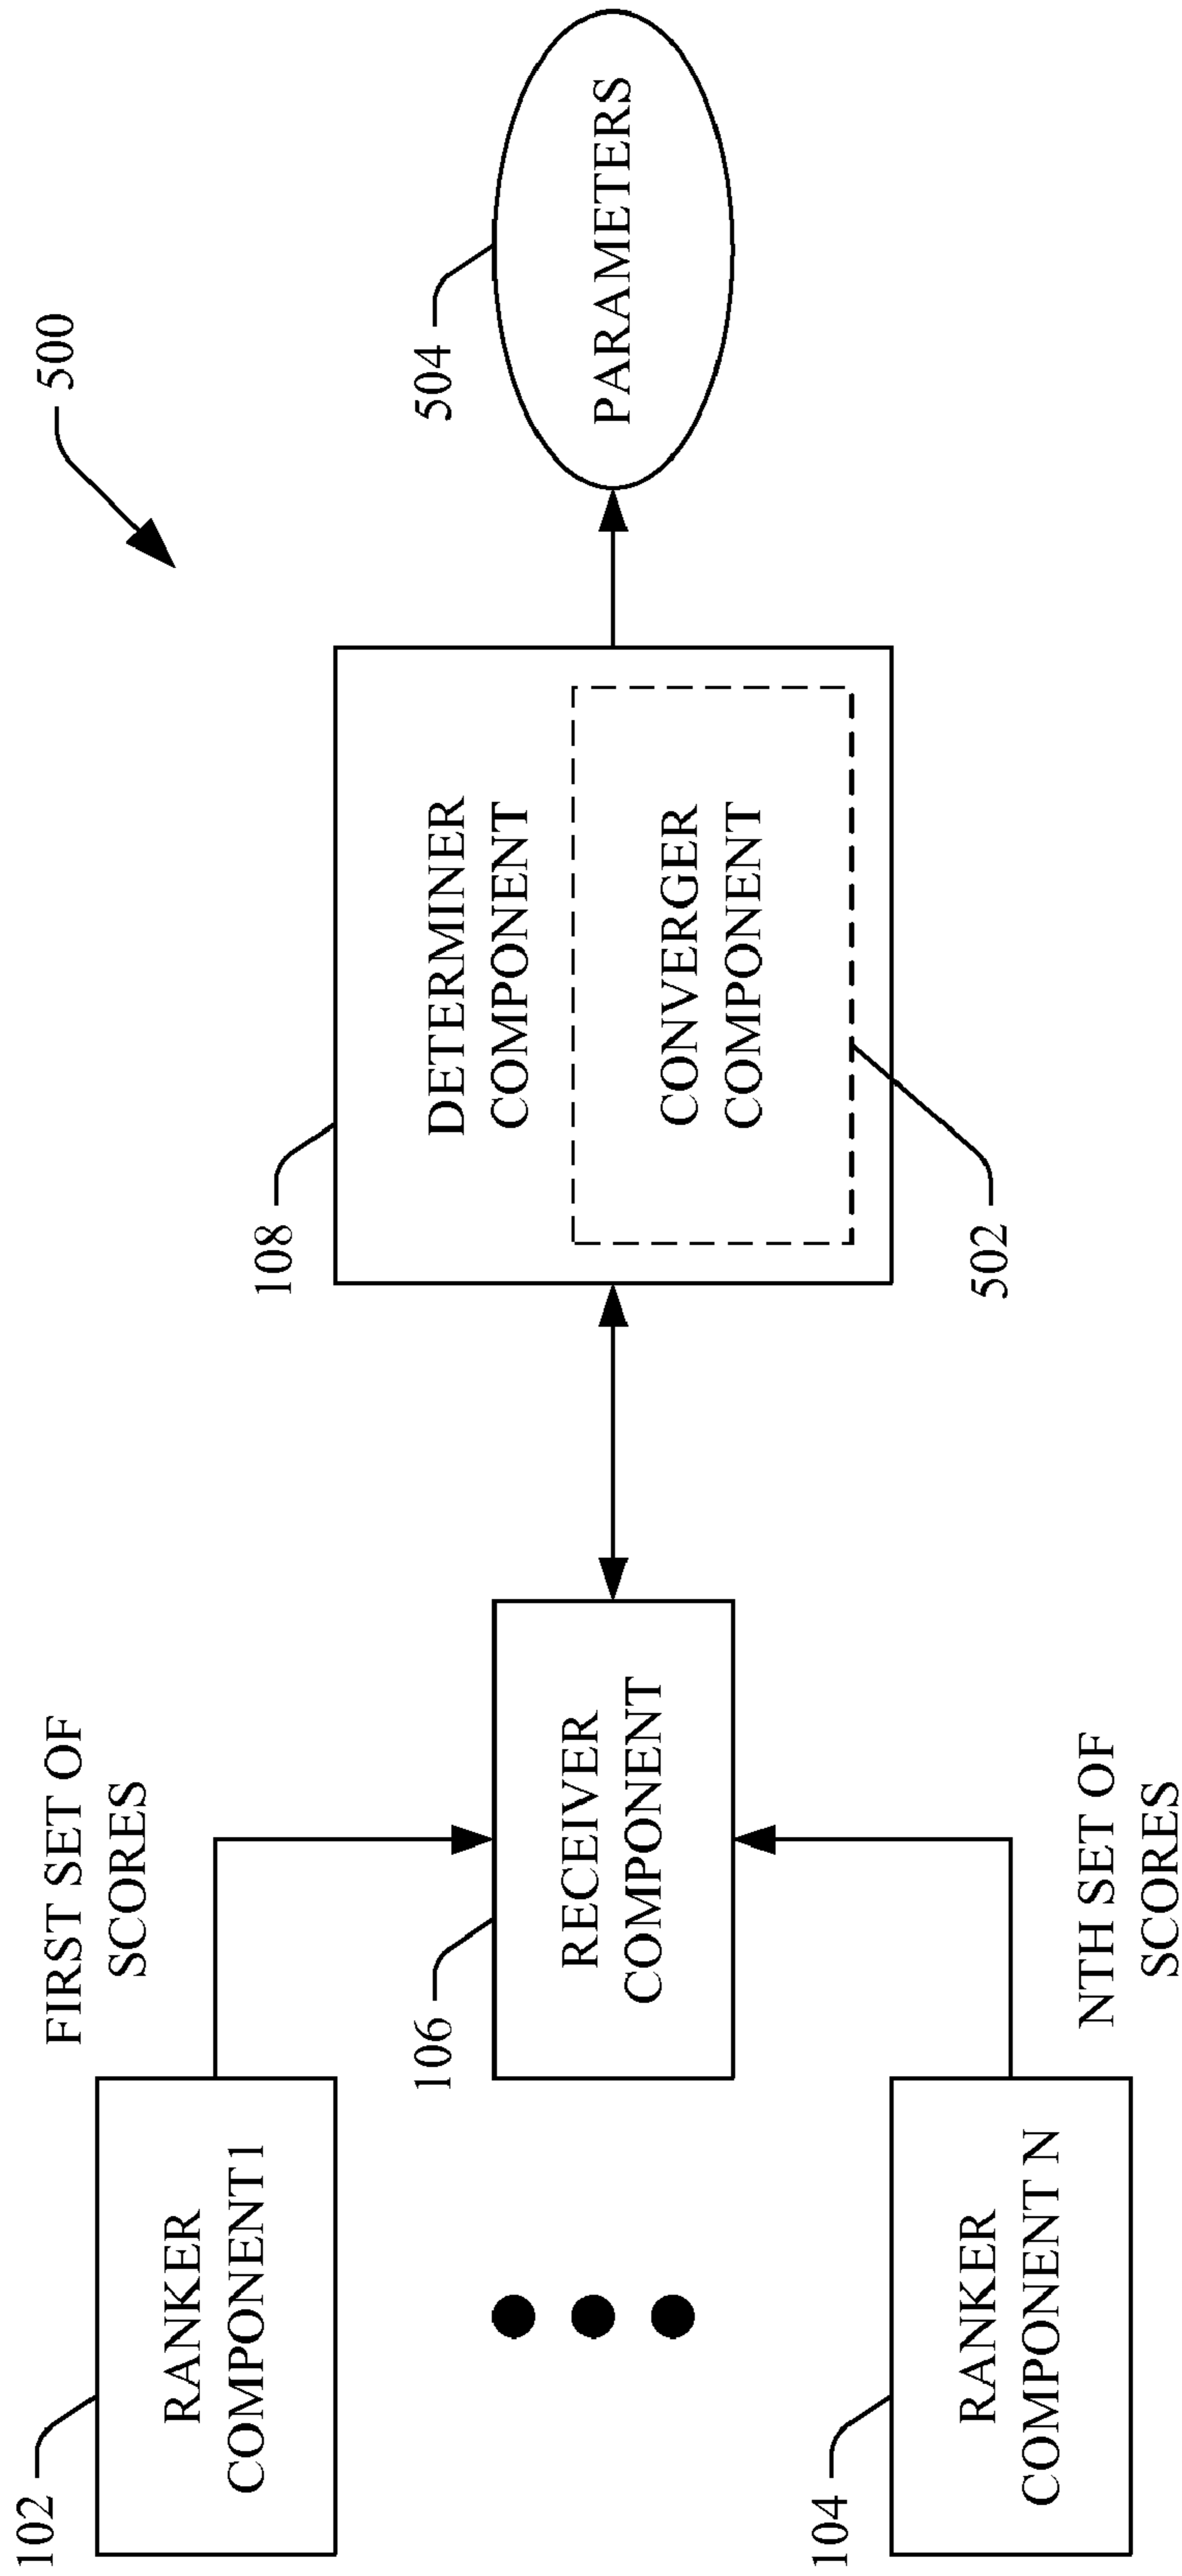 500
FIRST SET OF
SCORES
102
RANKER
COMPONENT 1
106
RECEIVER
COMPONENT
108
DETERMINER
COMPONENT
CONVERGER
COMPONENT
502
504
PARAMETERS
104
RANKER
COMPONENT N
NTH SET OF
SCORES